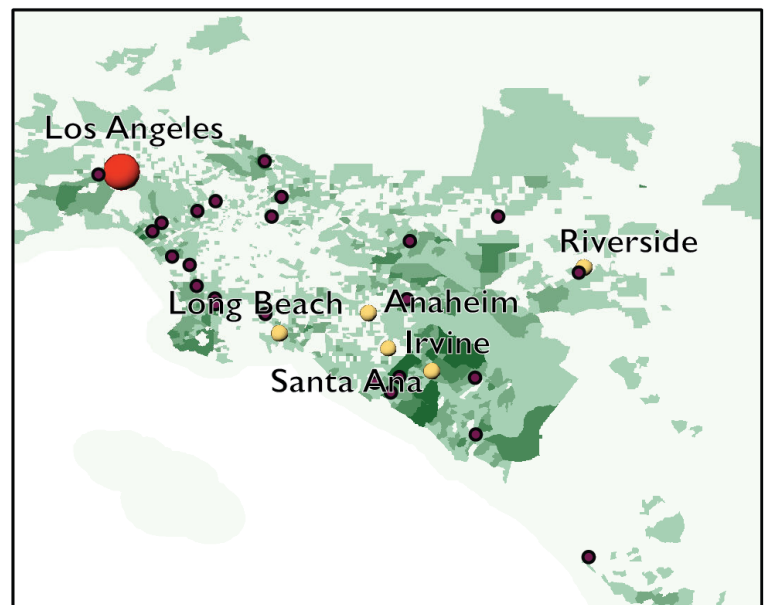 Los Angeles
Riverside
Long Beach
Anaheim
Irvine
Santa Ana